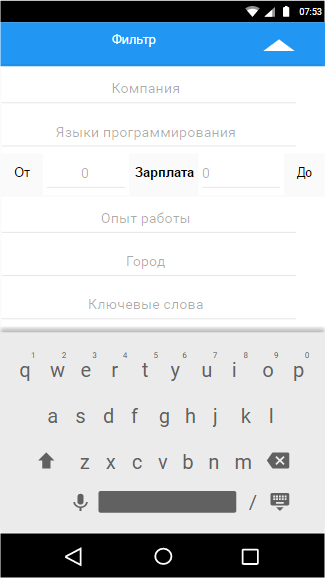 07:53
Фильтр
Компания
Языки программирования
От 0 Зарплата 0 До
Опыт работы
Город
Ключевые слова
1 2 3 4 5 6 7 8 9 0
q w e r t y u i o p
a s d f g h j k l
z x c v b n m
/